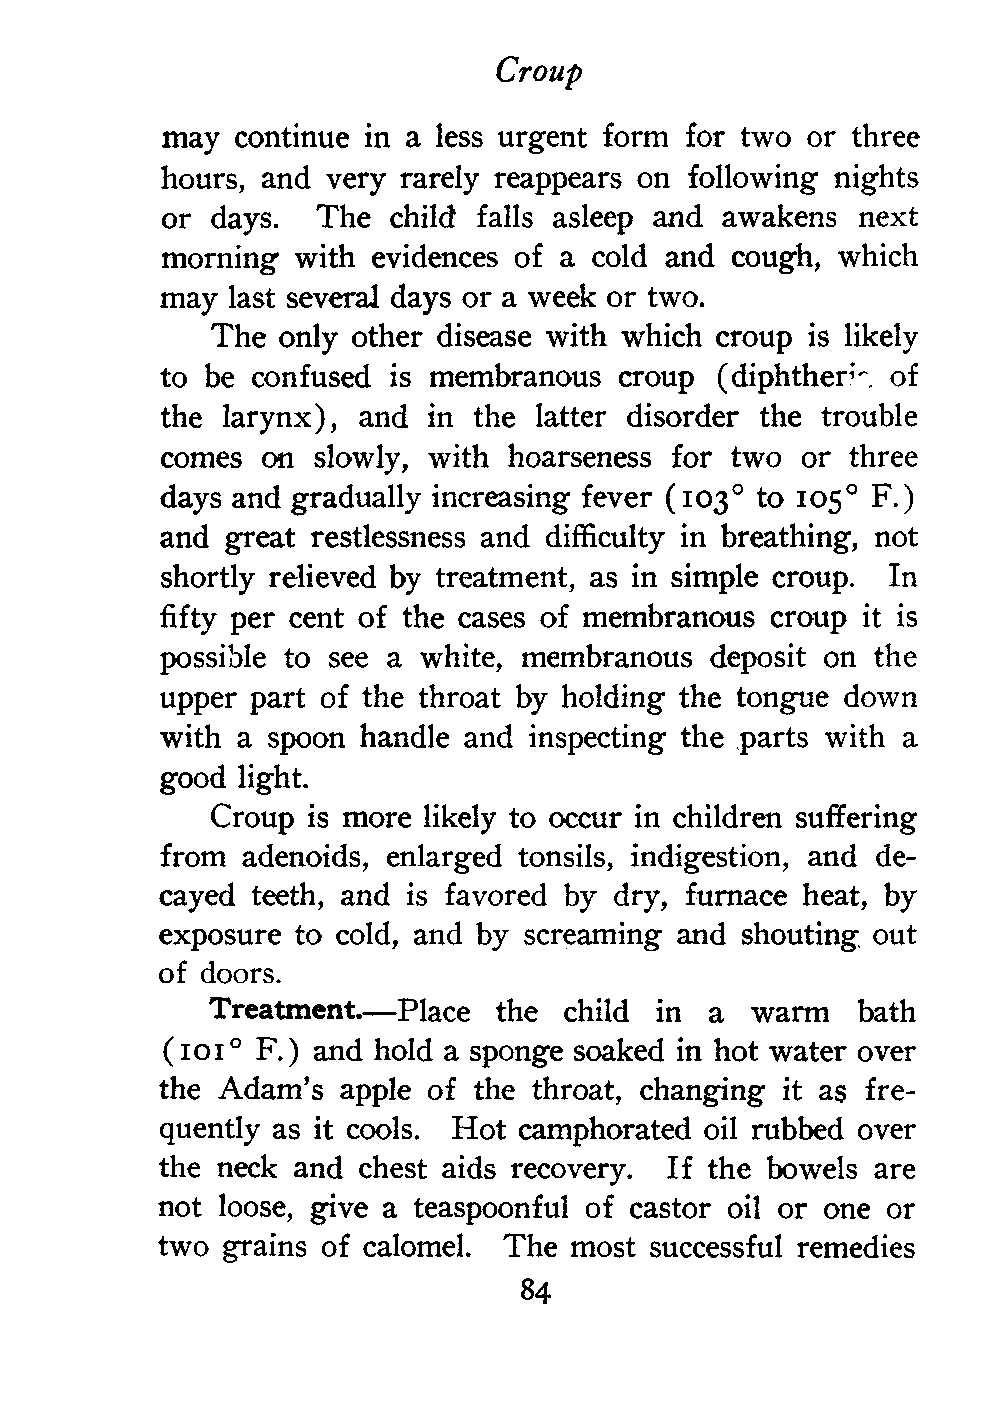 Croup
may continue in a less urgent form for two or three
hours, and very rarely reappears on following nights
or days. The child falls asleep and awakens next
morning with evidences of a cold and cough, which
may last several days or a week or two.
The only other disease with which croup is likely
to be confused is membranous croup (diphtheria of
the larynx), and in the latter disorder the trouble
comes on slowly, with hoarseness for two or three
days and gradually increasing fever (103° to 105° F.)
and great restlessness and difficulty in breathing, not
shortly relieved by treatment, as in simple croup. In
fifty per cent of the cases of membranous croup it is
possible to see a white, membranous deposit on the
upper part of the throat by holding the tongue down
with a spoon handle and inspecting the parts with a
good light.
Croup is more likely to occur in children suffering
from adenoids, enlarged tonsils, indigestion, and de-
cayed teeth, and is favored by dry, furnace heat, by
exposure to cold, and by screaming and shouting out
of doors.
Treatment.—Place the child in a warm bath
(101° F.) and hold a sponge soaked in hot water over
the Adam's apple of the throat, changing it as fre-
quently as it cools. Hot camphorated oil rubbed over
the neck and chest aids recovery. If the bowels are
not loose, give a teaspoonful of castor oil or one or
two grains of calomel. The most successful remedies
84